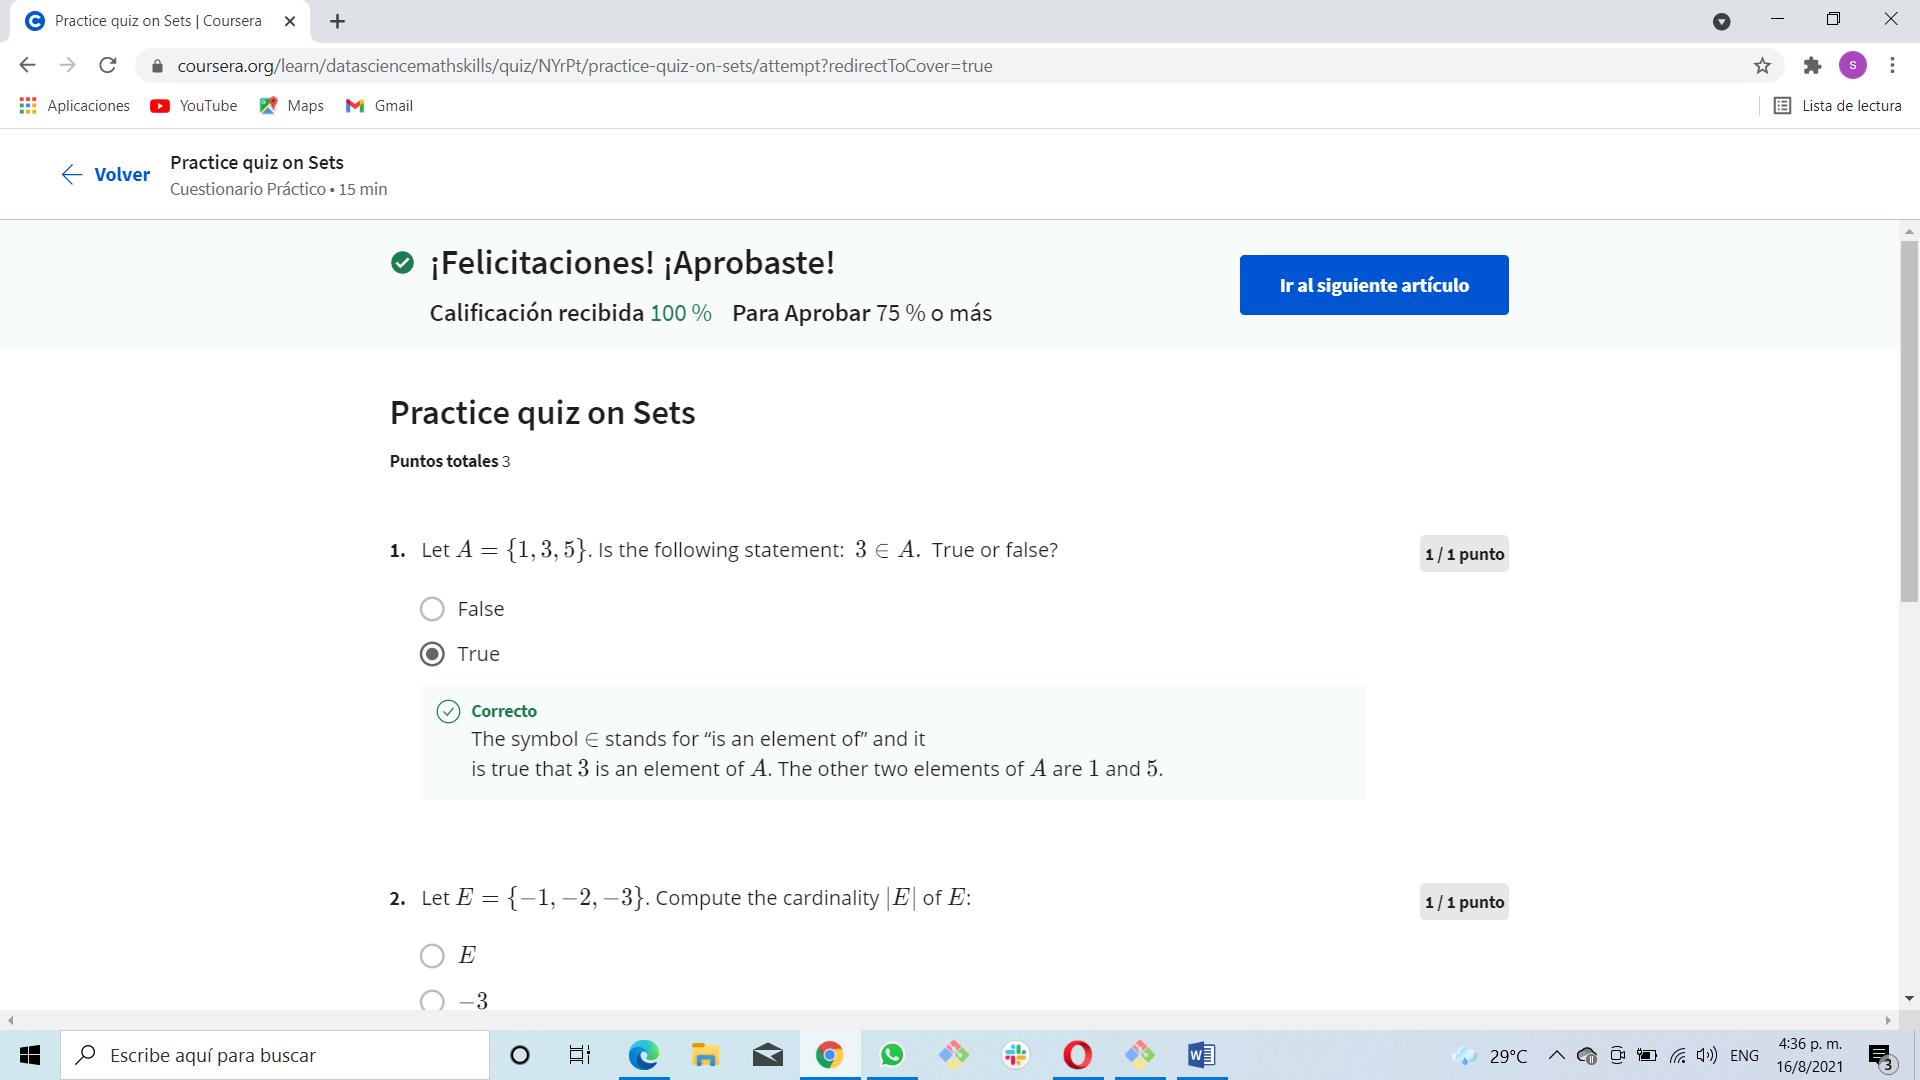 Practice quiz on Sets | Coursera
coursera.org/learn/datasciencemathskills/quiz/NYrPt/practice-quiz-on-sets/attempt?redirectToCover=true
S
Aplicaciones YouTube Maps Gmail Lista de lectura
Volver
Practice quiz on Sets
Cuestionario Práctico • 15 min
¡Felicitaciones! ¡Aprobaste!
Ir al siguiente artículo
Calificación recibida 100 % Para Aprobar 75 % o más
Practice quiz on Sets
Puntos totales 3
1. Let A = {1, 3, 5}. Is the following statement: 3 ∈ A. True or false?
1 / 1 punto
False
True
Correcto
The symbol ∈ stands for “is an element of” and it
is true that 3 is an element of A. The other two elements of A are 1 and 5.
2. Let E = {−1, −2, −3}. Compute the cardinality |E| of E:
1 / 1 punto
E
−3
Escribe aquí para buscar
29°C
ENG
4:36 p. m.
16/8/2021
3